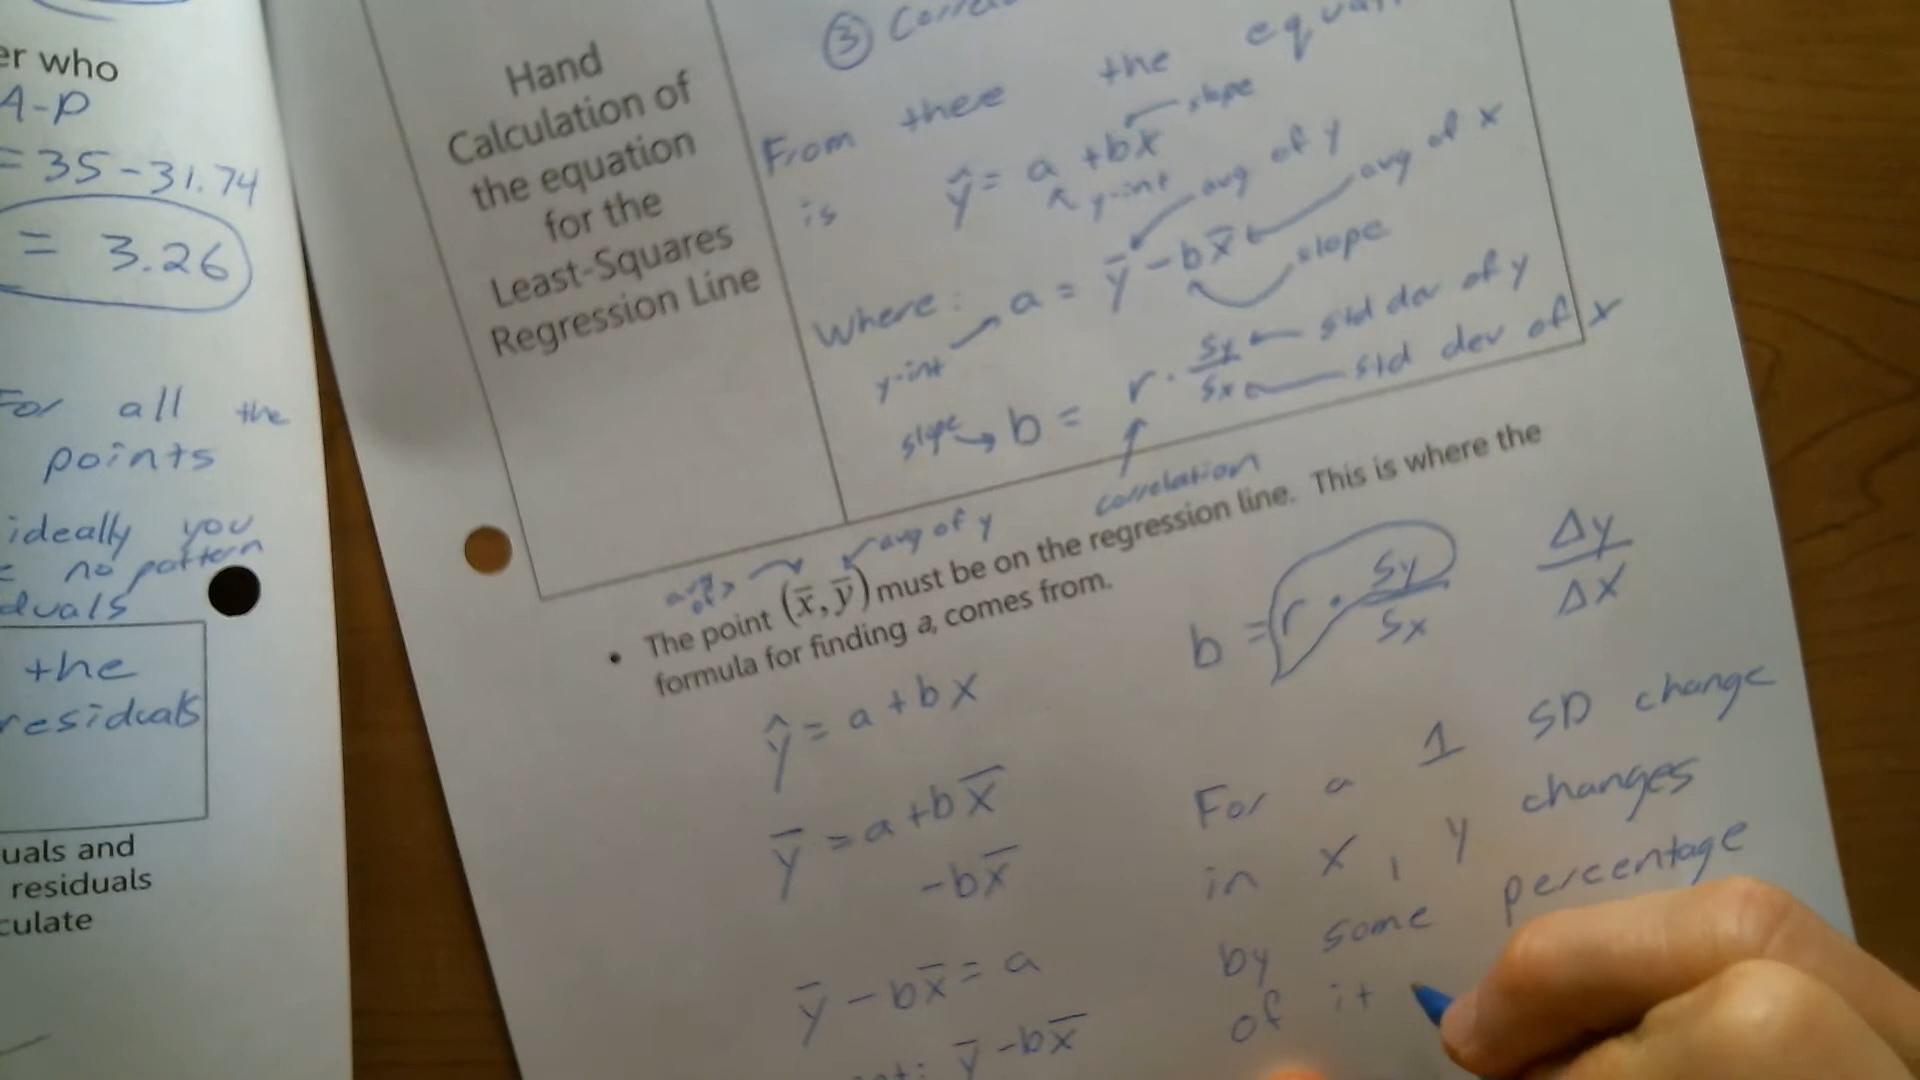 er who
A-P
= 35 - 31.74
= 3.26
For all the
points
ideally you
no pattern
duals
the
residuals
uals and
residuals
culate
Hand
Calculation of
the equation
for the
Least-Squares
Regression Line
③ Correla
From these the equat
is ŷ = a + bx slope
y-int avg of y avg of x
Where: a = ȳ - bx̄ slope
y-int
slope b = r · Sy/Sx std dev of y
std dev of x
correlation
avg of x avg of y
• The point (x̄, ȳ) must be on the regression line. This is where the
formula for finding a, comes from.
ŷ = a + bx
ȳ = a + bx̄
-bx̄
ȳ - bx̄ = a
ȳ - bx̄
b = r · Sy/Sx Δy/Δx
For a 1 SD change
in x, y changes
by some percentage
of it